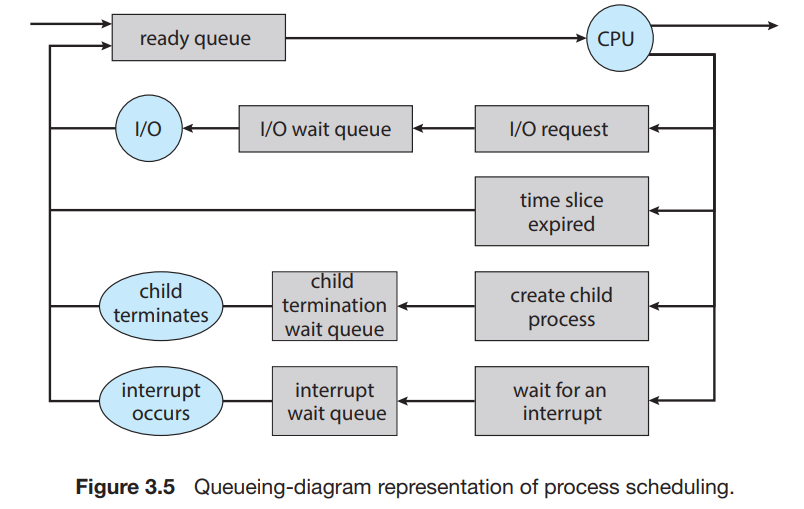 ready queue
CPU
I/O
I/O wait queue
I/O request
time slice
expired
child
terminates
child
termination
wait queue
create child
process
interrupt
occurs
interrupt
wait queue
wait for an
interrupt
Figure 3.5 Queueing-diagram representation of process scheduling.